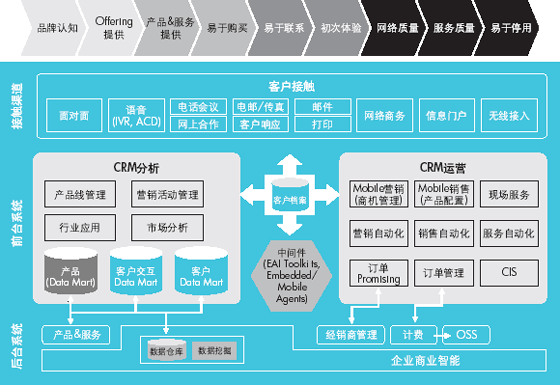 品牌认知
Offering
提供
产品&服务
提供
易于购买
易于联系
初次体验
网络质量
服务质量
易于停用
接触渠道
客户接触
面对面
语音
(IVR, ACD)
电话会议
网上合作
电邮/传真
客户响应
邮件
打印
网络商务
信息门户
无线接入
前台系统
CRM分析
产品线管理
营销活动管理
行业应用
市场分析
产品
(Data Mart)
客户交互
Data Mart
客户
Data Mart
客户档案
中间件
(EAI Toolkits,
Embedded/
Mobile
Agents)
CRM运营
Mobile营销
(商机管理)
Mobile销售
(产品配置)
现场服务
营销自动化
销售自动化
服务自动化
订单
Promising
订单管理
CIS
后台系统
产品&服务
数据仓库
数据挖掘
经销商管理
计费
OSS
企业商业智能